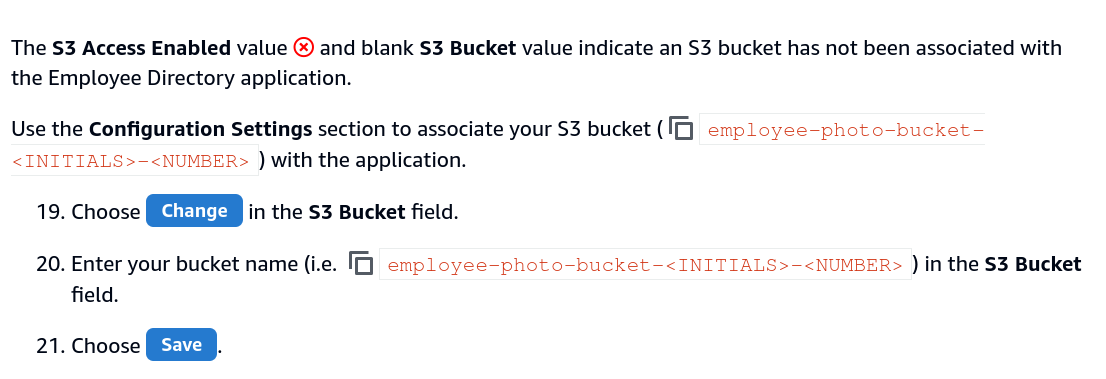 The S3 Access Enabled value and blank S3 Bucket value indicate an S3 bucket has not been associated with
the Employee Directory application.
Use the Configuration Settings section to associate your S3 bucket ( employee-photo-bucket-
<INITIALS>-<NUMBER> ) with the application.
19. Choose Change in the S3 Bucket field.
20. Enter your bucket name (i.e. employee-photo-bucket-<INITIALS>-<NUMBER> ) in the S3 Bucket
field.
21. Choose Save.